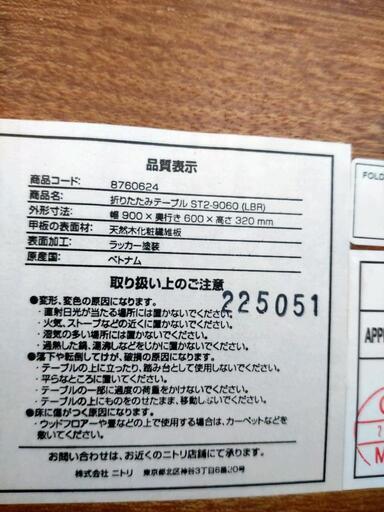 品質表示
商品コード: 8760624
商品名: 折りたたみテーブル ST2-9060 (LBR)
外形寸法: 幅 900×奥行き 600×高さ 320 mm
甲板の表面材: 天然木化粧繊維板
表面加工: ラッカー塗装
原産国: ベトナム
取り扱い上のご注意
225051
●変形、変色の原因になります。
・直射日光が当たる場所には置かないでください。
・火気、ストーブなどの近くに置かないでください。
・湿気の多い場所には置かないでください。
・過熱した鍋、湯沸しなどをじかに置かないでください。
●落下や転倒してけが、破損の原因になります。
・テーブルの上に立ったり、踏み台として使用しないでください。
・平らなところに置いてください。
・テーブルの一部に過度の荷重をかけないでください。
・テーブルの上にものをのせたまま、移動しないでください。
●床に傷がつく原因になります。
・ウッドフロアーや畳などの上で使用する場合は、カーペットなどを
敷いてください。
お問い合わせは、お近くのニトリ店舗にて承ります。
株式会社 ニトリ 東京都北区神谷3丁目6番20号
FOLD
APP